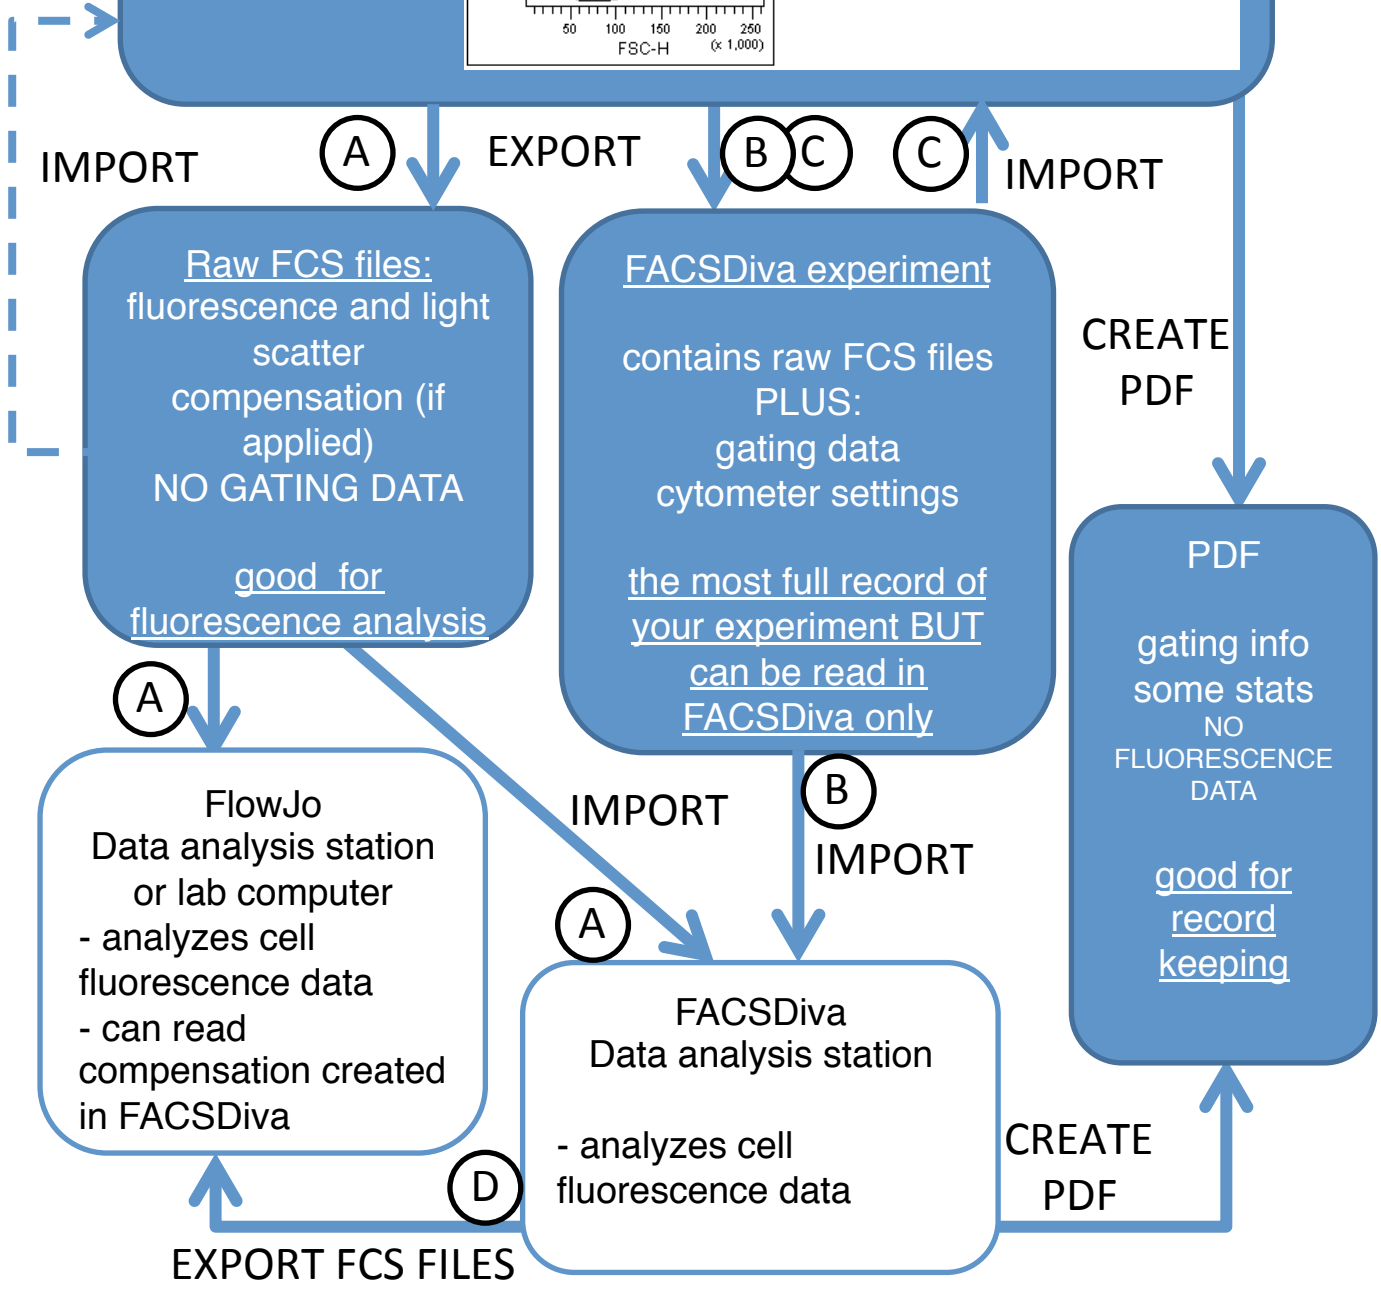 50 100 150 200 250
FSC-H (x 1,000)
IMPORT
A
EXPORT
B
C
C
IMPORT
Raw FCS files:
fluorescence and light
scatter
compensation (if
applied)
NO GATING DATA
good for
fluorescence analysis
FACSDiva experiment
contains raw FCS files
PLUS:
gating data
cytometer settings
the most full record of
your experiment BUT
can be read in
FACSDiva only
CREATE
PDF
PDF
gating info
some stats
NO
FLUORESCENCE
DATA
good for
record
keeping
A
IMPORT
B
IMPORT
A
FlowJo
Data analysis station
or lab computer
- analyzes cell
fluorescence data
- can read
compensation created
in FACSDiva
FACSDiva
Data analysis station
- analyzes cell
fluorescence data
D
EXPORT FCS FILES
CREATE
PDF